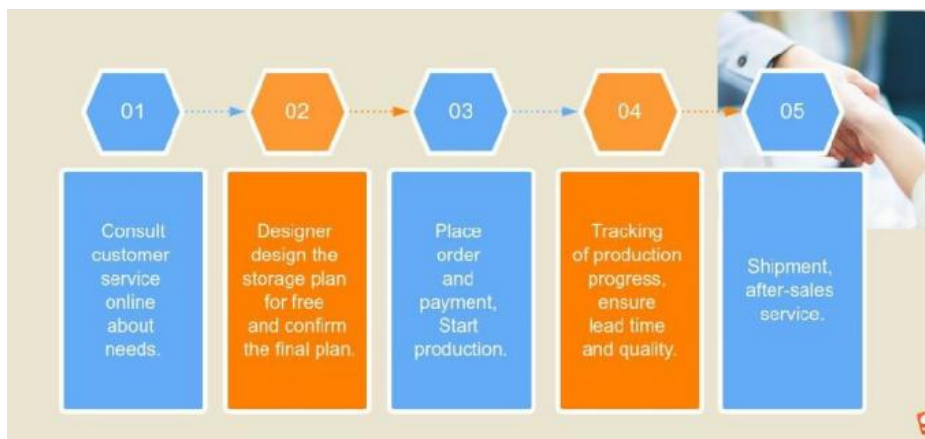 01
02
03
04
05
Consult
customer
service
online
about
needs.
Designer
design the
storage plan
for free
and confirm
the final plan.
Place
order
and
payment,
Start
production.
Tracking
of production
progress,
ensure
lead time
and quality.
Shipment,
after-sales
service.